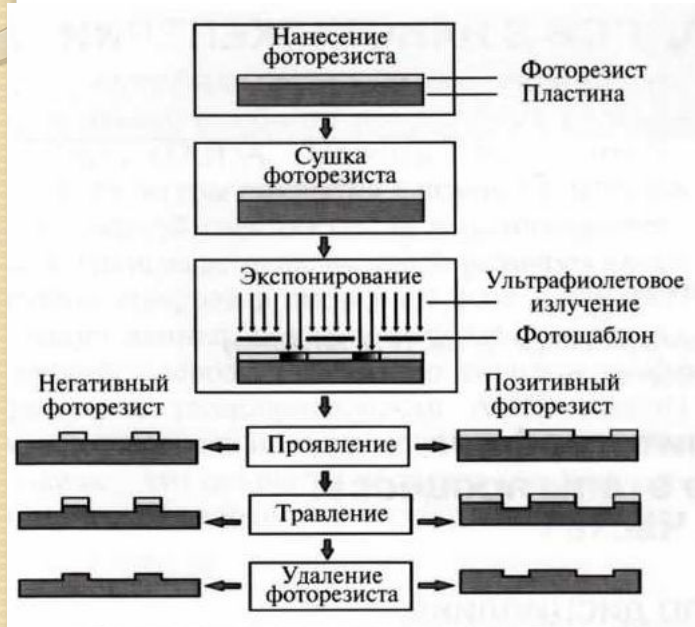 Нанесение
фоторезиста
Фоторезист
Пластина
Сушка
фоторезиста
Экспонирование
Ультрафиолетовое
излучение
Фотошаблон
Негативный
фоторезист
Позитивный
фоторезист
Проявление
Травление
Удаление
фоторезиста